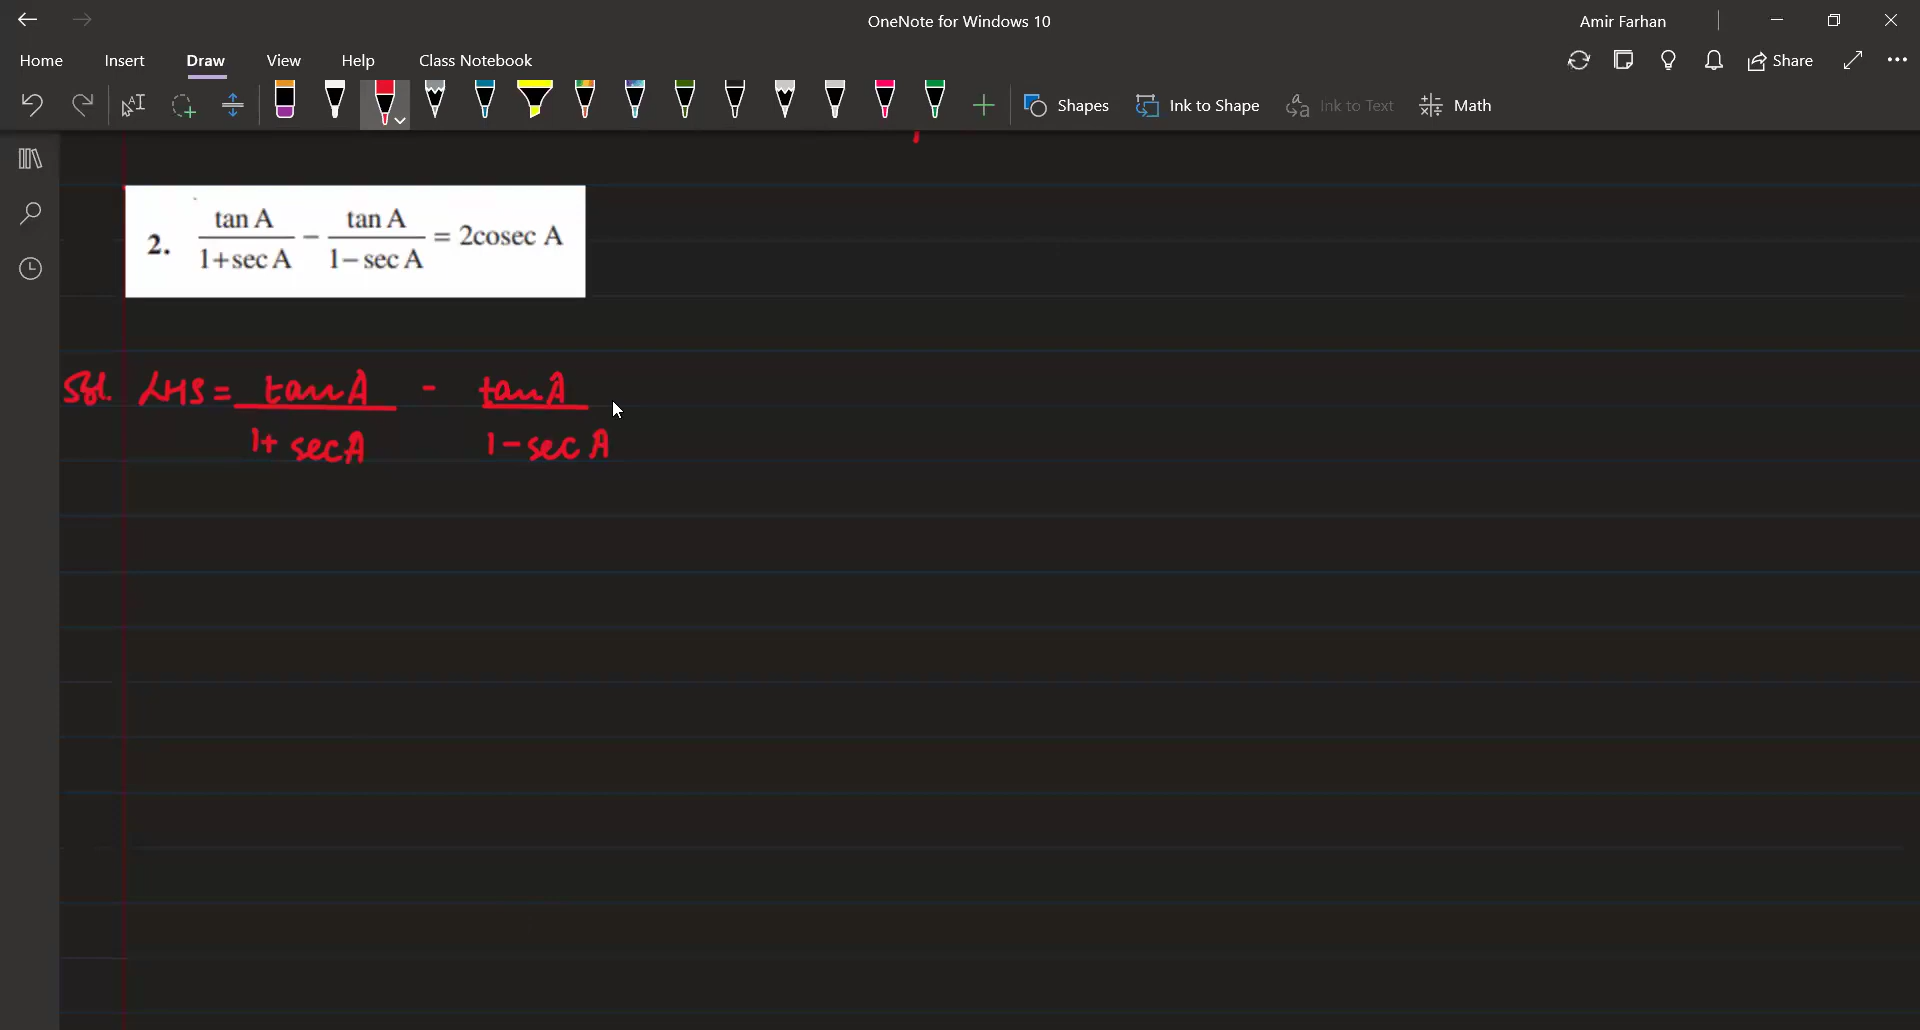 OneNote for Windows 10
Amir Farhan
Home Insert Draw View Help Class Notebook
Share
Shapes Ink to Shape Ink to Text Math
2. tan A / 1+sec A − tan A / 1− sec A = 2cosec A
Sol. LHS = tanA / 1+ secA - tanA / 1-sec A